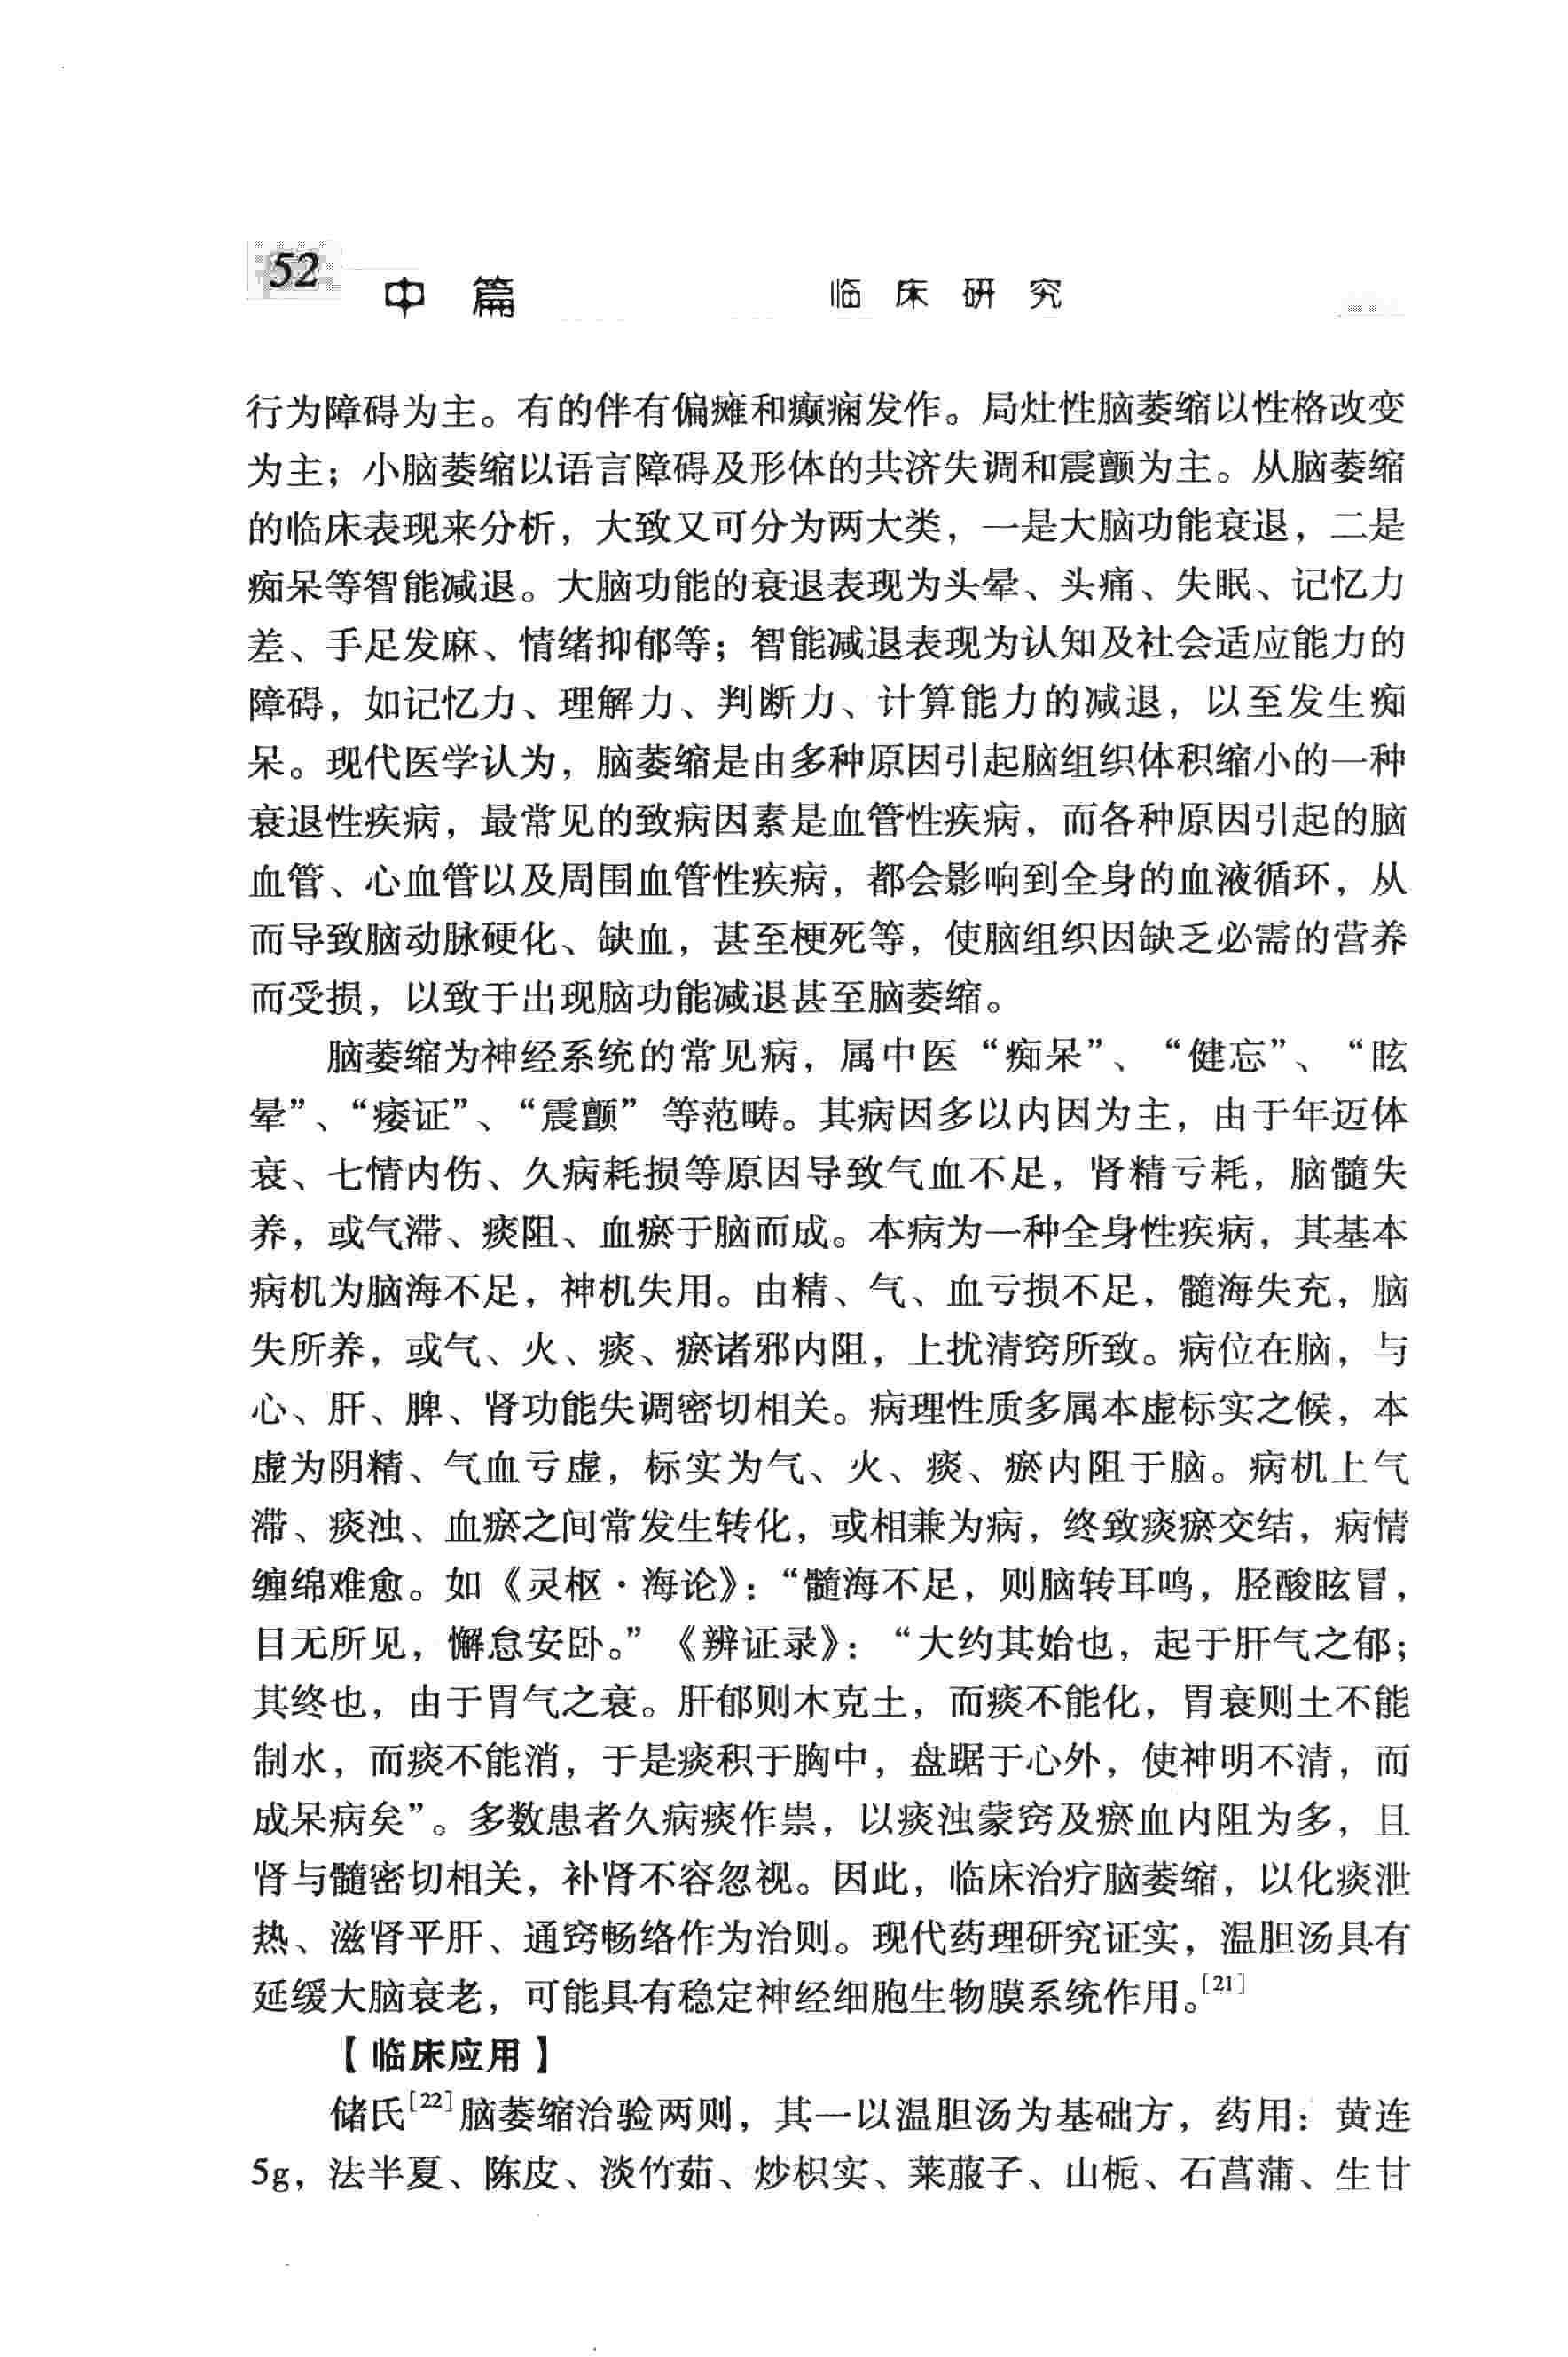 52
中 篇 临 床 研 究
行为障碍为主。有的伴有偏瘫和癫痫发作。局灶性脑萎缩以性格改变
为主；小脑萎缩以语言障碍及形体的共济失调和震颤为主。从脑萎缩
的临床表现来分析，大致又可分为两大类，一是大脑功能衰退，二是
痴呆等智能减退。大脑功能的衰退表现为头晕、头痛、失眠、记忆力
差、手足发麻、情绪抑郁等；智能减退表现为认知及社会适应能力的
障碍，如记忆力、理解力、判断力、计算能力的减退，以至发生痴
呆。现代医学认为，脑萎缩是由多种原因引起脑组织体积缩小的一种
衰退性疾病，最常见的致病因素是血管性疾病，而各种原因引起的脑
血管、心血管以及周围血管性疾病，都会影响到全身的血液循环，从
而导致脑动脉硬化、缺血，甚至梗死等，使脑组织因缺乏必需的营养
而受损，以致于出现脑功能减退甚至脑萎缩。
脑萎缩为神经系统的常见病，属中医“痴呆”、“健忘”、“眩
晕”、“痿证”、“震颤”等范畴。其病因多以内因为主，由于年迈体
衰、七情内伤、久病耗损等原因导致气血不足，肾精亏耗，脑髓失
养，或气滞、痰阻、血瘀于脑而成。本病为一种全身性疾病，其基本
病机为脑海不足，神机失用。由精、气、血亏损不足，髓海失充，脑
失所养，或气、火、痰、瘀诸邪内阻，上扰清窍所致。病位在脑，与
心、肝、脾、肾功能失调密切相关。病理性质多属本虚标实之候，本
虚为阴精、气血亏虚，标实为气、火、痰、瘀内阻于脑。病机上气
滞、痰浊、血瘀之间常发生转化，或相兼为病，终致痰瘀交结，病情
缠绵难愈。如《灵枢·海论》：“髓海不足，则脑转耳鸣，胫酸眩冒，
目无所见，懈怠安卧。”《辨证录》：“大约其始也，起于肝气之郁；
其终也，由于胃气之衰。肝郁则木克土，而痰不能化，胃衰则土不能
制水，而痰不能消，于是痰积于胸中，盘踞于心外，使神明不清，而
成呆病矣”。多数患者久病痰作祟，以痰浊蒙窍及瘀血内阻为多，且
肾与髓密切相关，补肾不容忽视。因此，临床治疗脑萎缩，以化痰泄
热、滋肾平肝、通窍畅络作为治则。现代药理研究证实，温胆汤具有
延缓大脑衰老，可能具有稳定神经细胞生物膜系统作用。[21]
【临床应用】
储氏[22]脑萎缩治验两则，其一以温胆汤为基础方，药用：黄连
5g，法半夏、陈皮、淡竹茹、炒枳实、莱菔子、山栀、石菖蒲、生甘